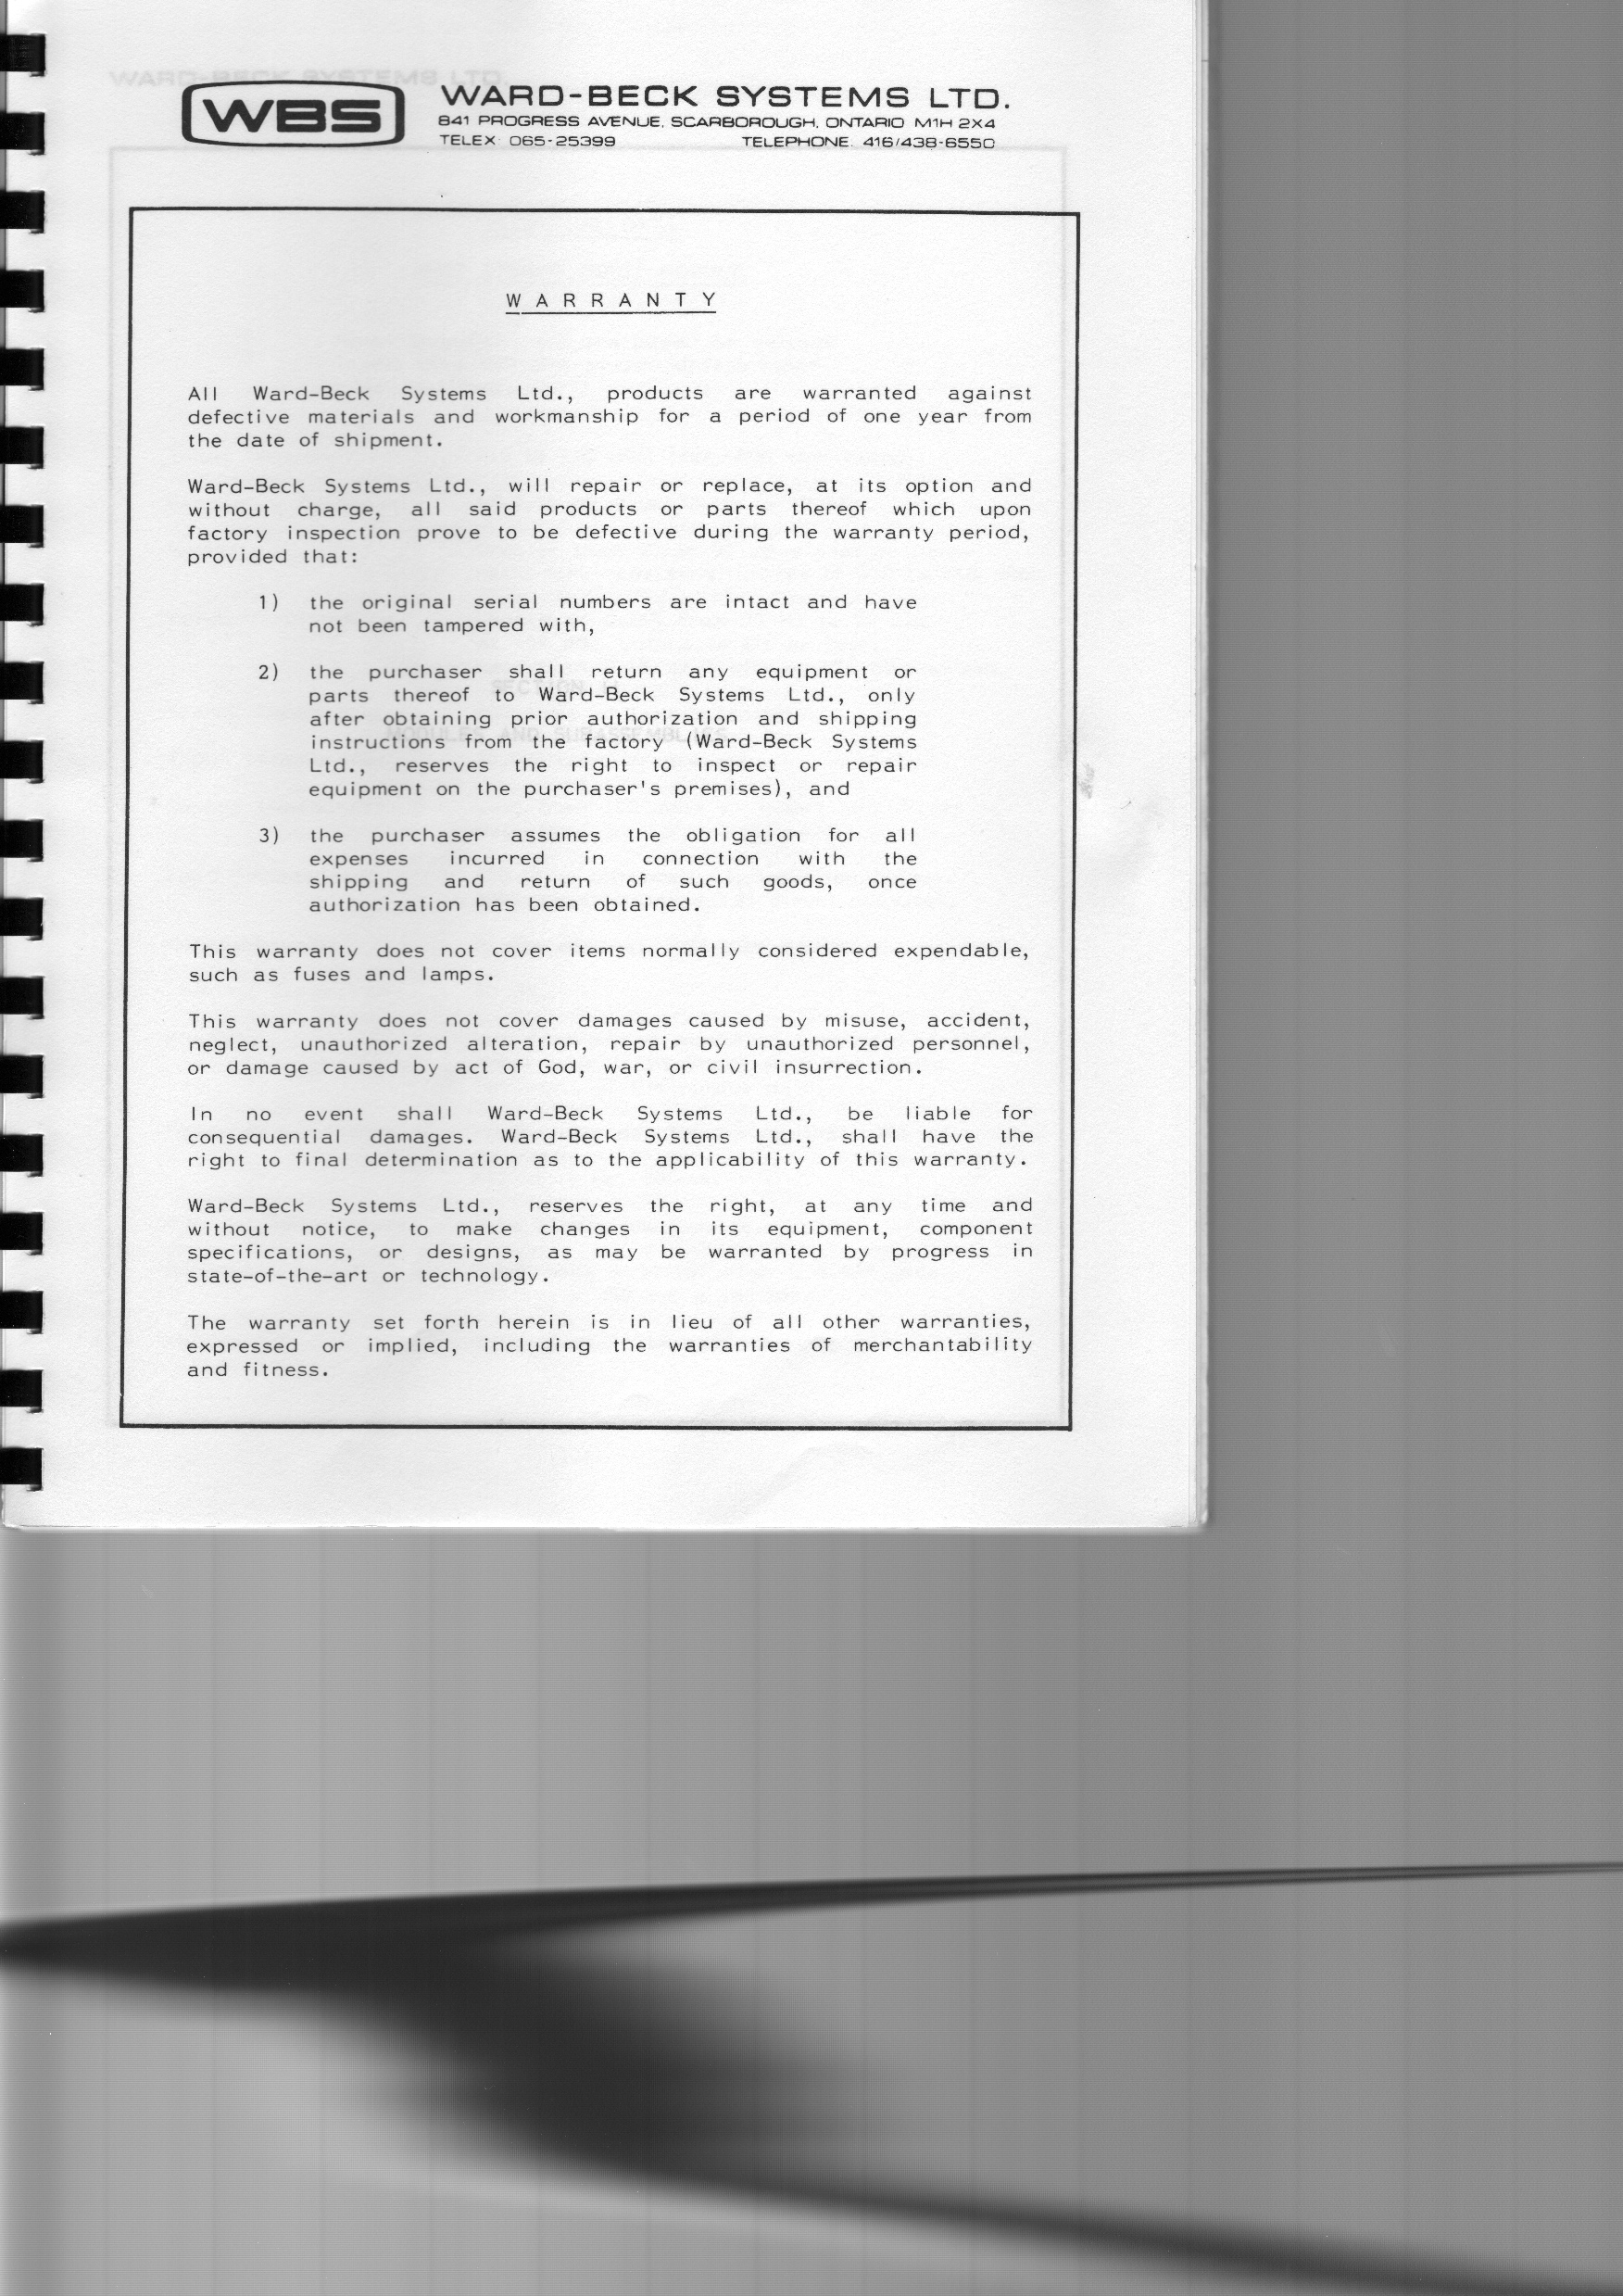 WBS
WARD-BECK SYSTEMS LTD.
841 PROGRESS AVENUE, SCARBOROUGH, ONTARIO M1H 2X4
TELEX: 065-25399 TELEPHONE: 416/438-6550
WARRANTY
All Ward-Beck Systems Ltd., products are warranted against
defective materials and workmanship for a period of one year from
the date of shipment.
Ward-Beck Systems Ltd., will repair or replace, at its option and
without charge, all said products or parts thereof which upon
factory inspection prove to be defective during the warranty period,
provided that:
1) the original serial numbers are intact and have
not been tampered with,
2) the purchaser shall return any equipment or
parts thereof to Ward-Beck Systems Ltd., only
after obtaining prior authorization and shipping
instructions from the factory (Ward-Beck Systems
Ltd., reserves the right to inspect or repair
equipment on the purchaser's premises), and
3) the purchaser assumes the obligation for all
expenses incurred in connection with the
shipping and return of such goods, once
authorization has been obtained.
This warranty does not cover items normally considered expendable,
such as fuses and lamps.
This warranty does not cover damages caused by misuse, accident,
neglect, unauthorized alteration, repair by unauthorized personnel,
or damage caused by act of God, war, or civil insurrection.
In no event shall Ward-Beck Systems Ltd., be liable for
consequential damages. Ward-Beck Systems Ltd., shall have the
right to final determination as to the applicability of this warranty.
Ward-Beck Systems Ltd., reserves the right, at any time and
without notice, to make changes in its equipment, component
specifications, or designs, as may be warranted by progress in
state-of-the-art or technology.
The warranty set forth herein is in lieu of all other warranties,
expressed or implied, including the warranties of merchantability
and fitness.